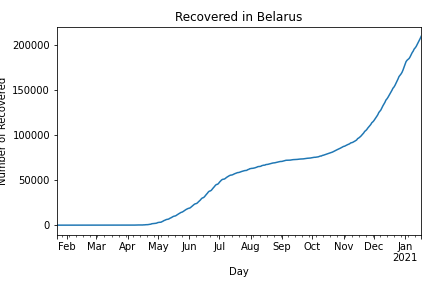 Recovered in Belarus
200000
150000
100000
50000
0
Number of Recovered
Feb Mar Apr May Jun Jul Aug Sep Oct Nov Dec Jan
2021
Day